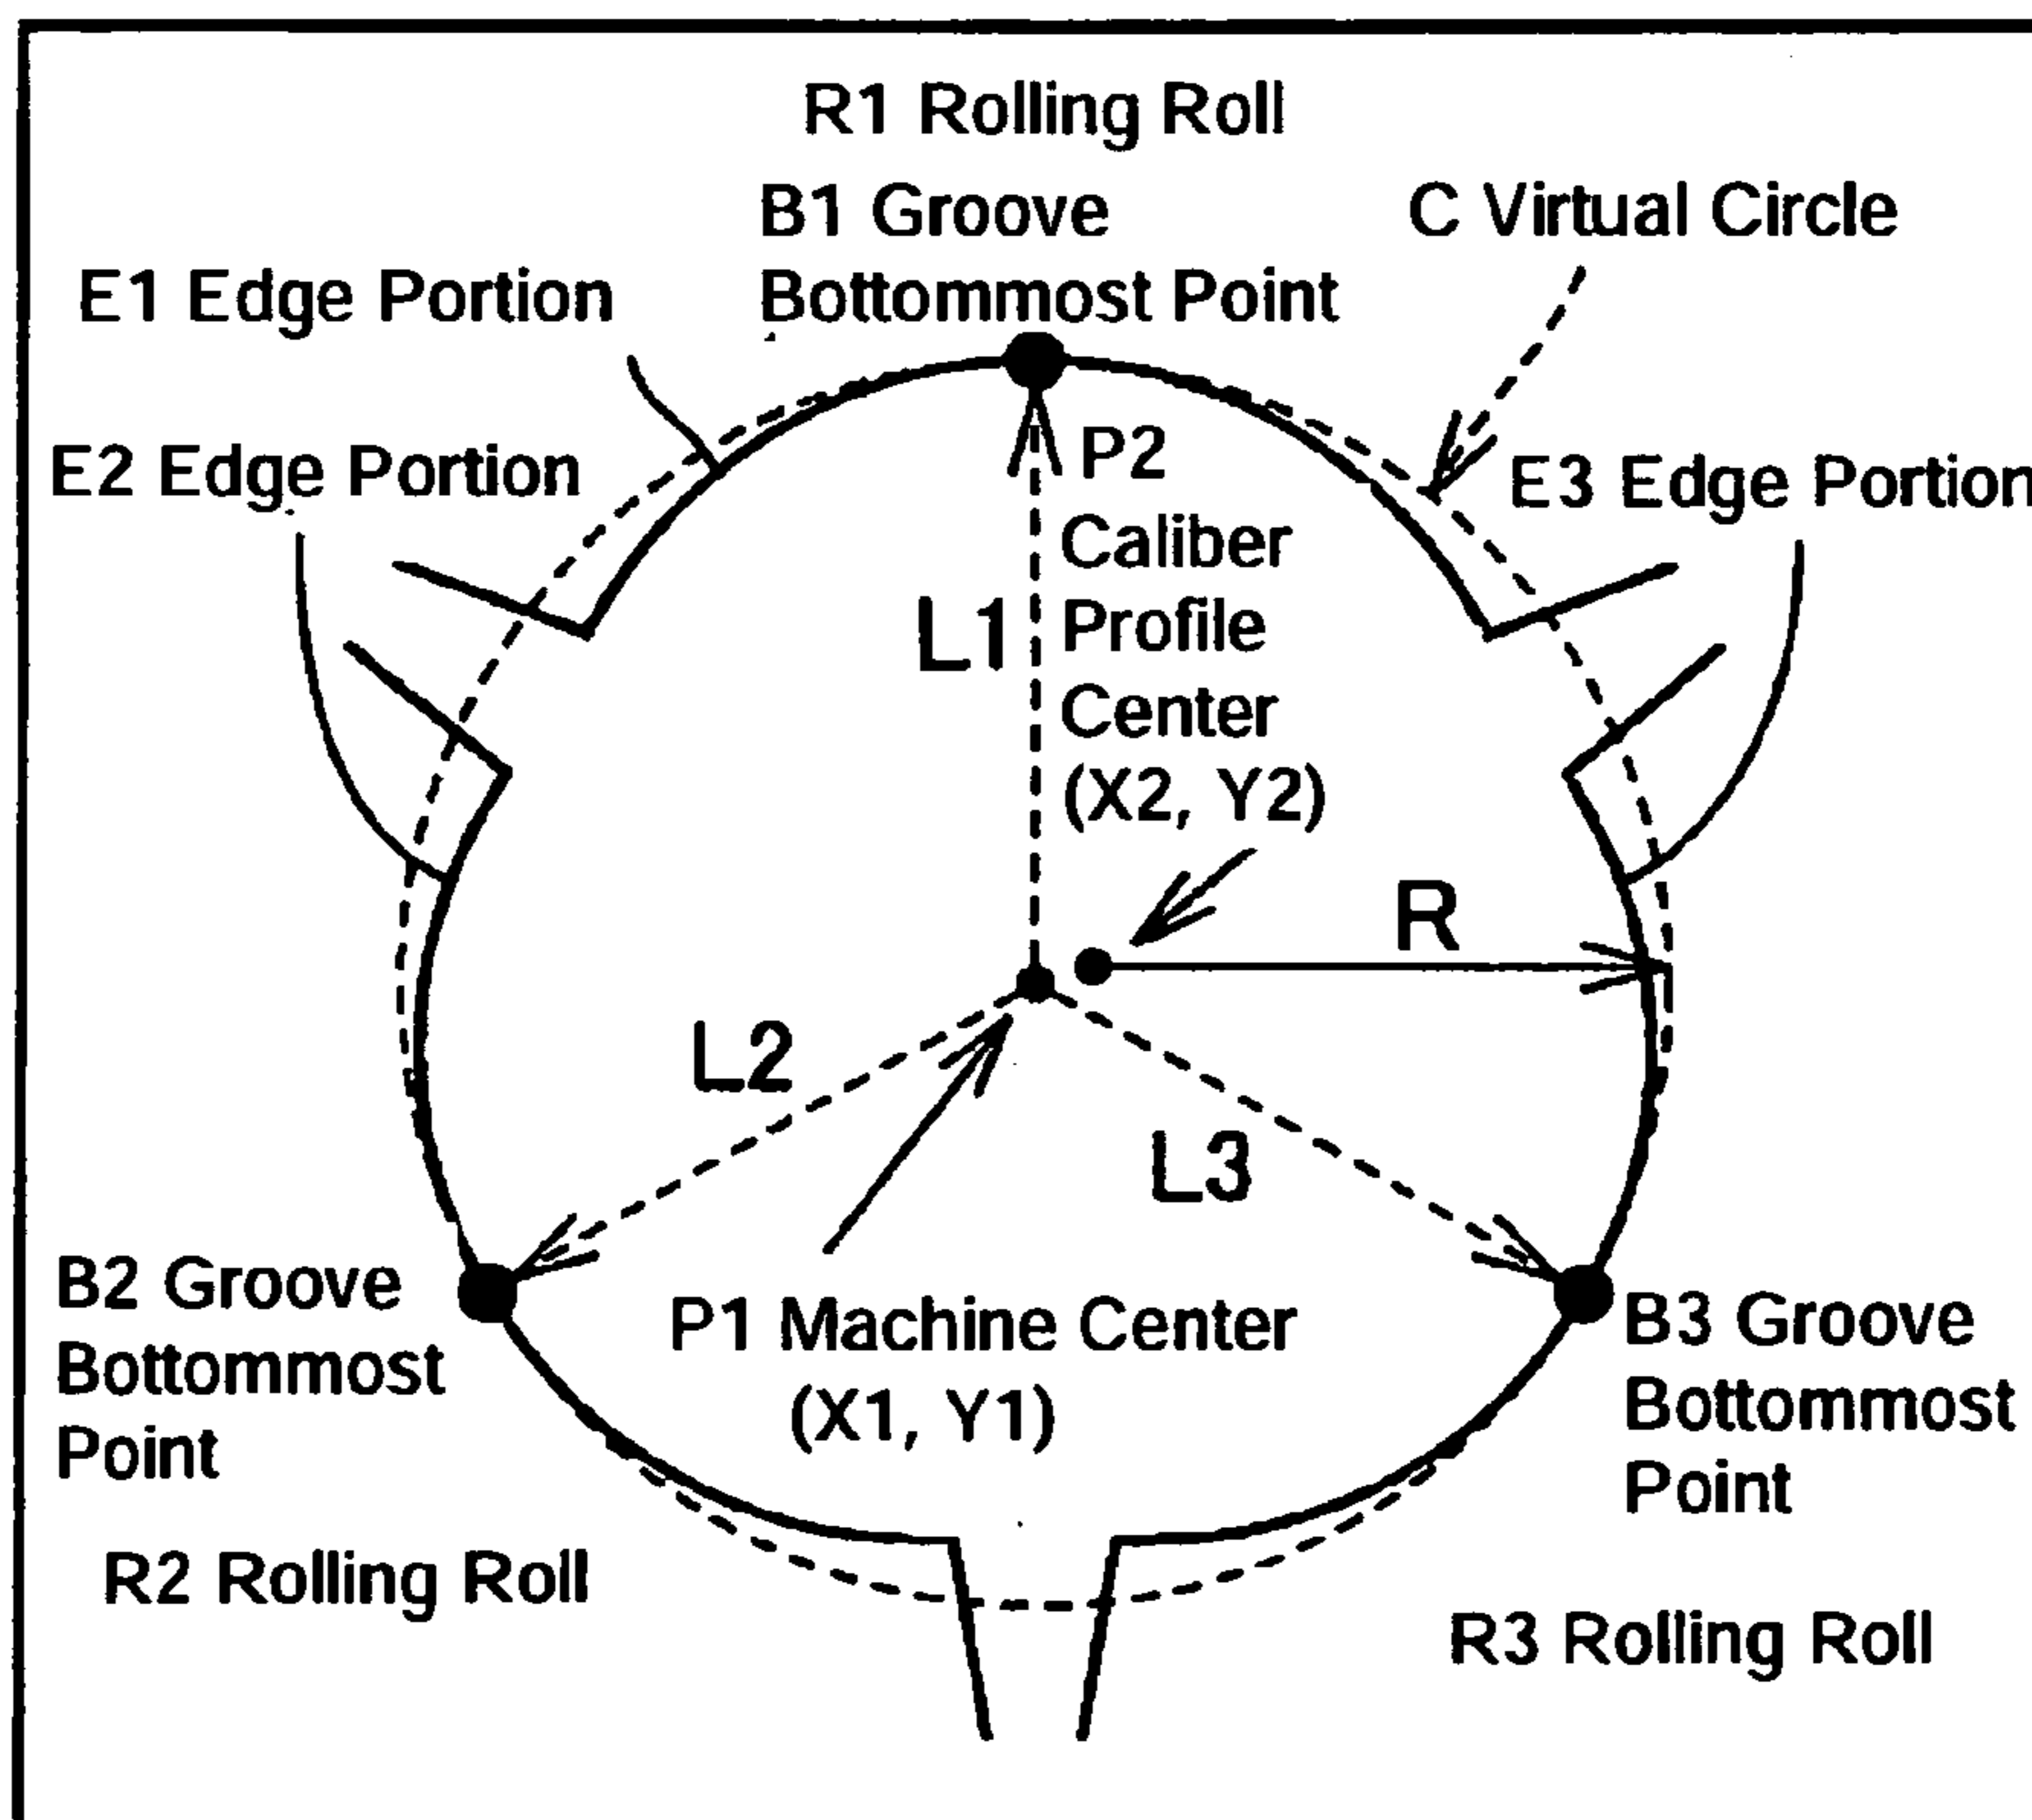 R1 Rolling Roll
B1 Groove
Bottommost Point
C Virtual Circle
E1 Edge Portion
E2 Edge Portion
P2
Caliber
Profile
Center
(X2, Y2)
E3 Edge Portion
L1
R
L2
L3
B2 Groove
Bottommost
Point
P1 Machine Center
(X1, Y1)
B3 Groove
Bottommost
Point
R2 Rolling Roll
R3 Rolling Roll